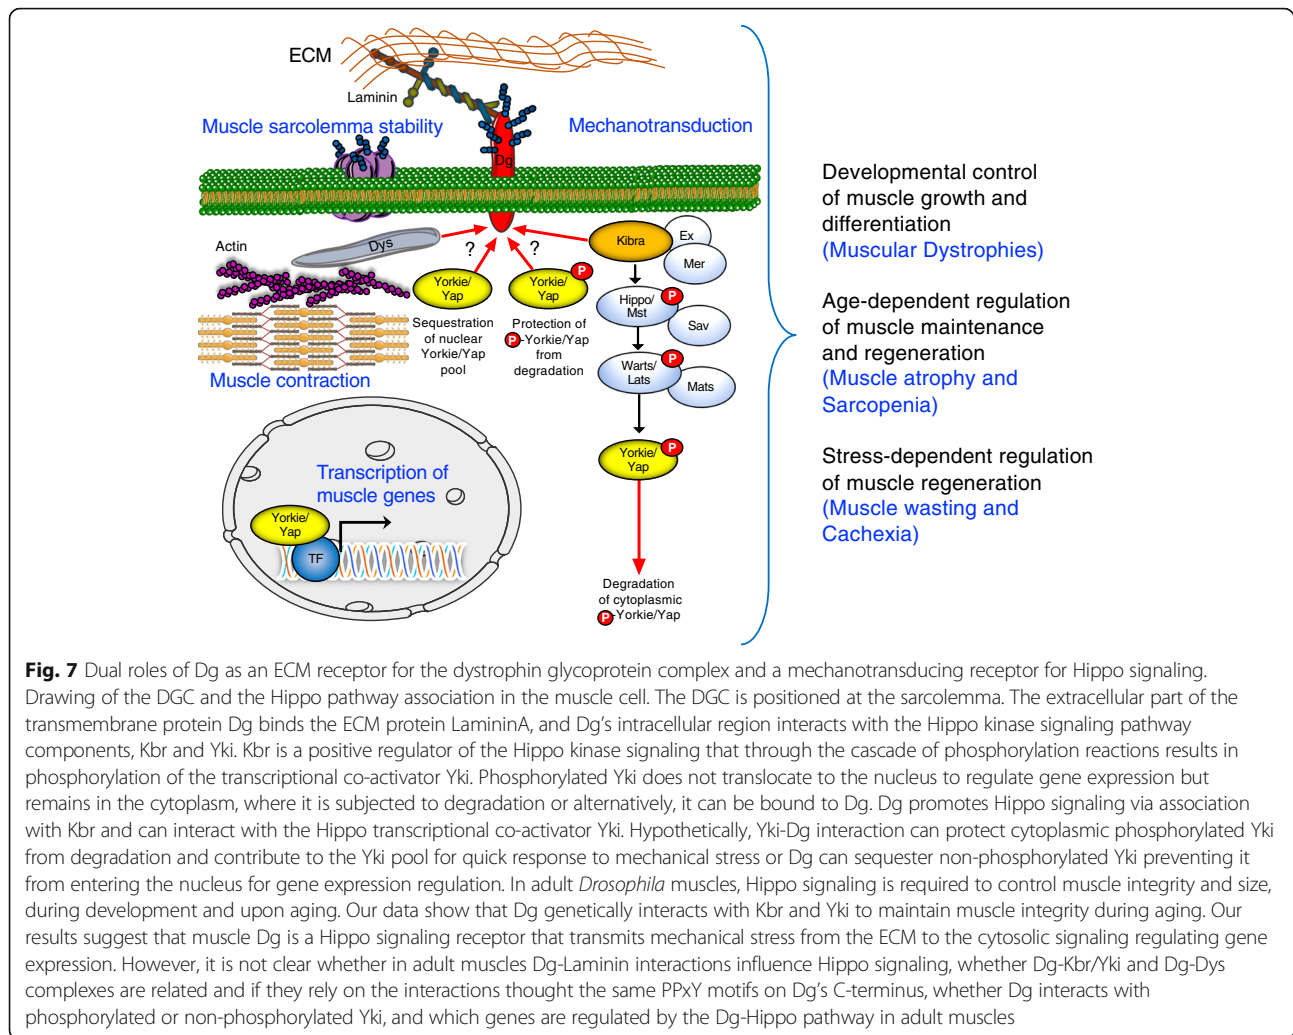 ECM
Laminin
Muscle sarcolemma stability
Mechanotransduction
Dg
Actin
Dys
?
?
Kibra
Ex
Mer
Yorkie/
Yap
Yorkie/
Yap
P
Hippo/
Mst
P
Sav
Sequestration
of nuclear
Yorkie/Yap
pool
Protection of
P-Yorkie/Yap
from
degradation
Warts/
Lats
P
Mats
Muscle contraction
Yorkie/
Yap
P
Transcription of
muscle genes
Yorkie/
Yap
TF
Degradation
of cytoplasmic
P-Yorkie/Yap
Developmental control
of muscle growth and
differentiation
(Muscular Dystrophies)
Age-dependent regulation
of muscle maintenance
and regeneration
(Muscle atrophy and
Sarcopenia)
Stress-dependent regulation
of muscle regeneration
(Muscle wasting and
Cachexia)
Fig. 7 Dual roles of Dg as an ECM receptor for the dystrophin glycoprotein complex and a mechanotransducing receptor for Hippo signaling.
Drawing of the DGC and the Hippo pathway association in the muscle cell. The DGC is positioned at the sarcolemma. The extracellular part of the
transmembrane protein Dg binds the ECM protein LamininA, and Dg's intracellular region interacts with the Hippo kinase signaling pathway
components, Kbr and Yki. Kbr is a positive regulator of the Hippo kinase signaling that through the cascade of phosphorylation reactions results in
phosphorylation of the transcriptional co-activator Yki. Phosphorylated Yki does not translocate to the nucleus to regulate gene expression but
remains in the cytoplasm, where it is subjected to degradation or alternatively, it can be bound to Dg. Dg promotes Hippo signaling via association
with Kbr and can interact with the Hippo transcriptional co-activator Yki. Hypothetically, Yki-Dg interaction can protect cytoplasmic phosphorylated Yki
from degradation and contribute to the Yki pool for quick response to mechanical stress or Dg can sequester non-phosphorylated Yki preventing it
from entering the nucleus for gene expression regulation. In adult Drosophila muscles, Hippo signaling is required to control muscle integrity and size,
during development and upon aging. Our data show that Dg genetically interacts with Kbr and Yki to maintain muscle integrity during aging. Our
results suggest that muscle Dg is a Hippo signaling receptor that transmits mechanical stress from the ECM to the cytosolic signaling regulating gene
expression. However, it is not clear whether in adult muscles Dg-Laminin interactions influence Hippo signaling, whether Dg-Kbr/Yki and Dg-Dys
complexes are related and if they rely on the interactions thought the same PPxY motifs on Dg's C-terminus, whether Dg interacts with
phosphorylated or non-phosphorylated Yki, and which genes are regulated by the Dg-Hippo pathway in adult muscles